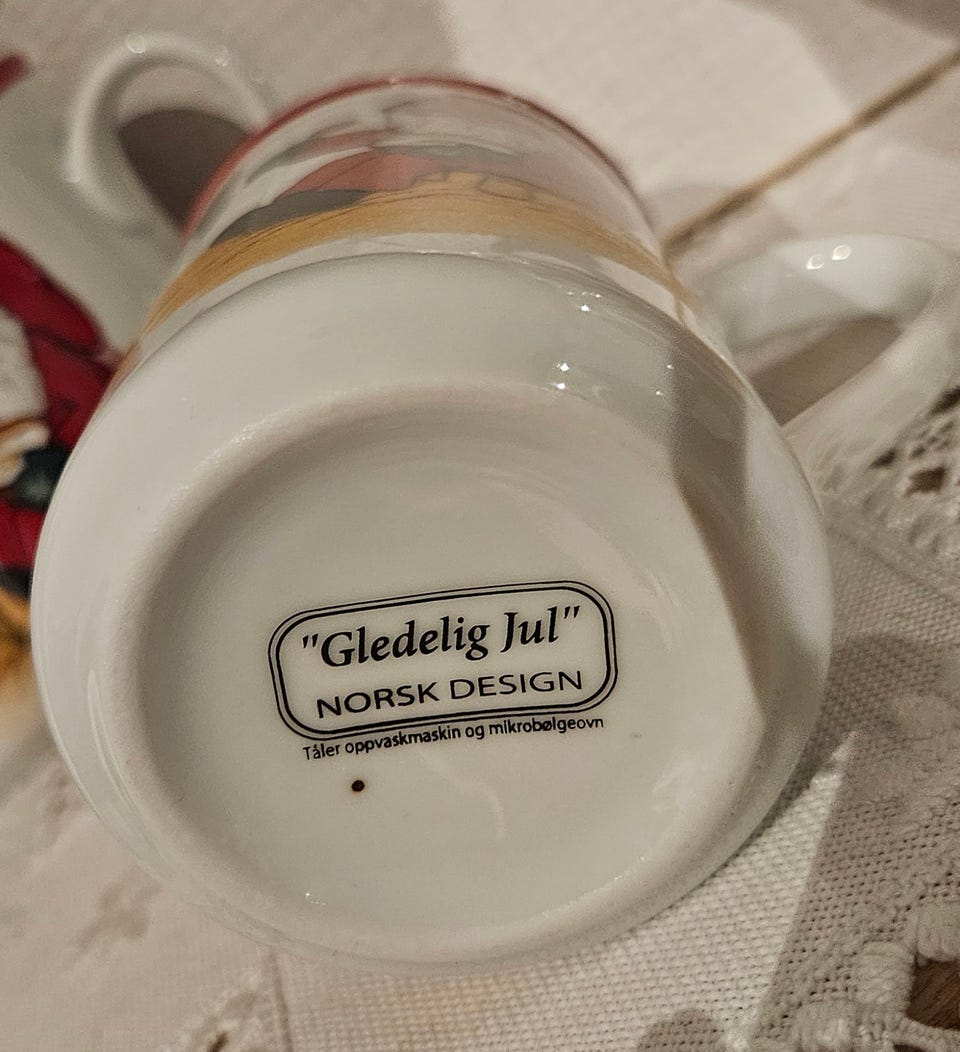 "Gledelig Jul"
NORSK DESIGN
Tåler oppvaskmaskin og mikrobølgeovn